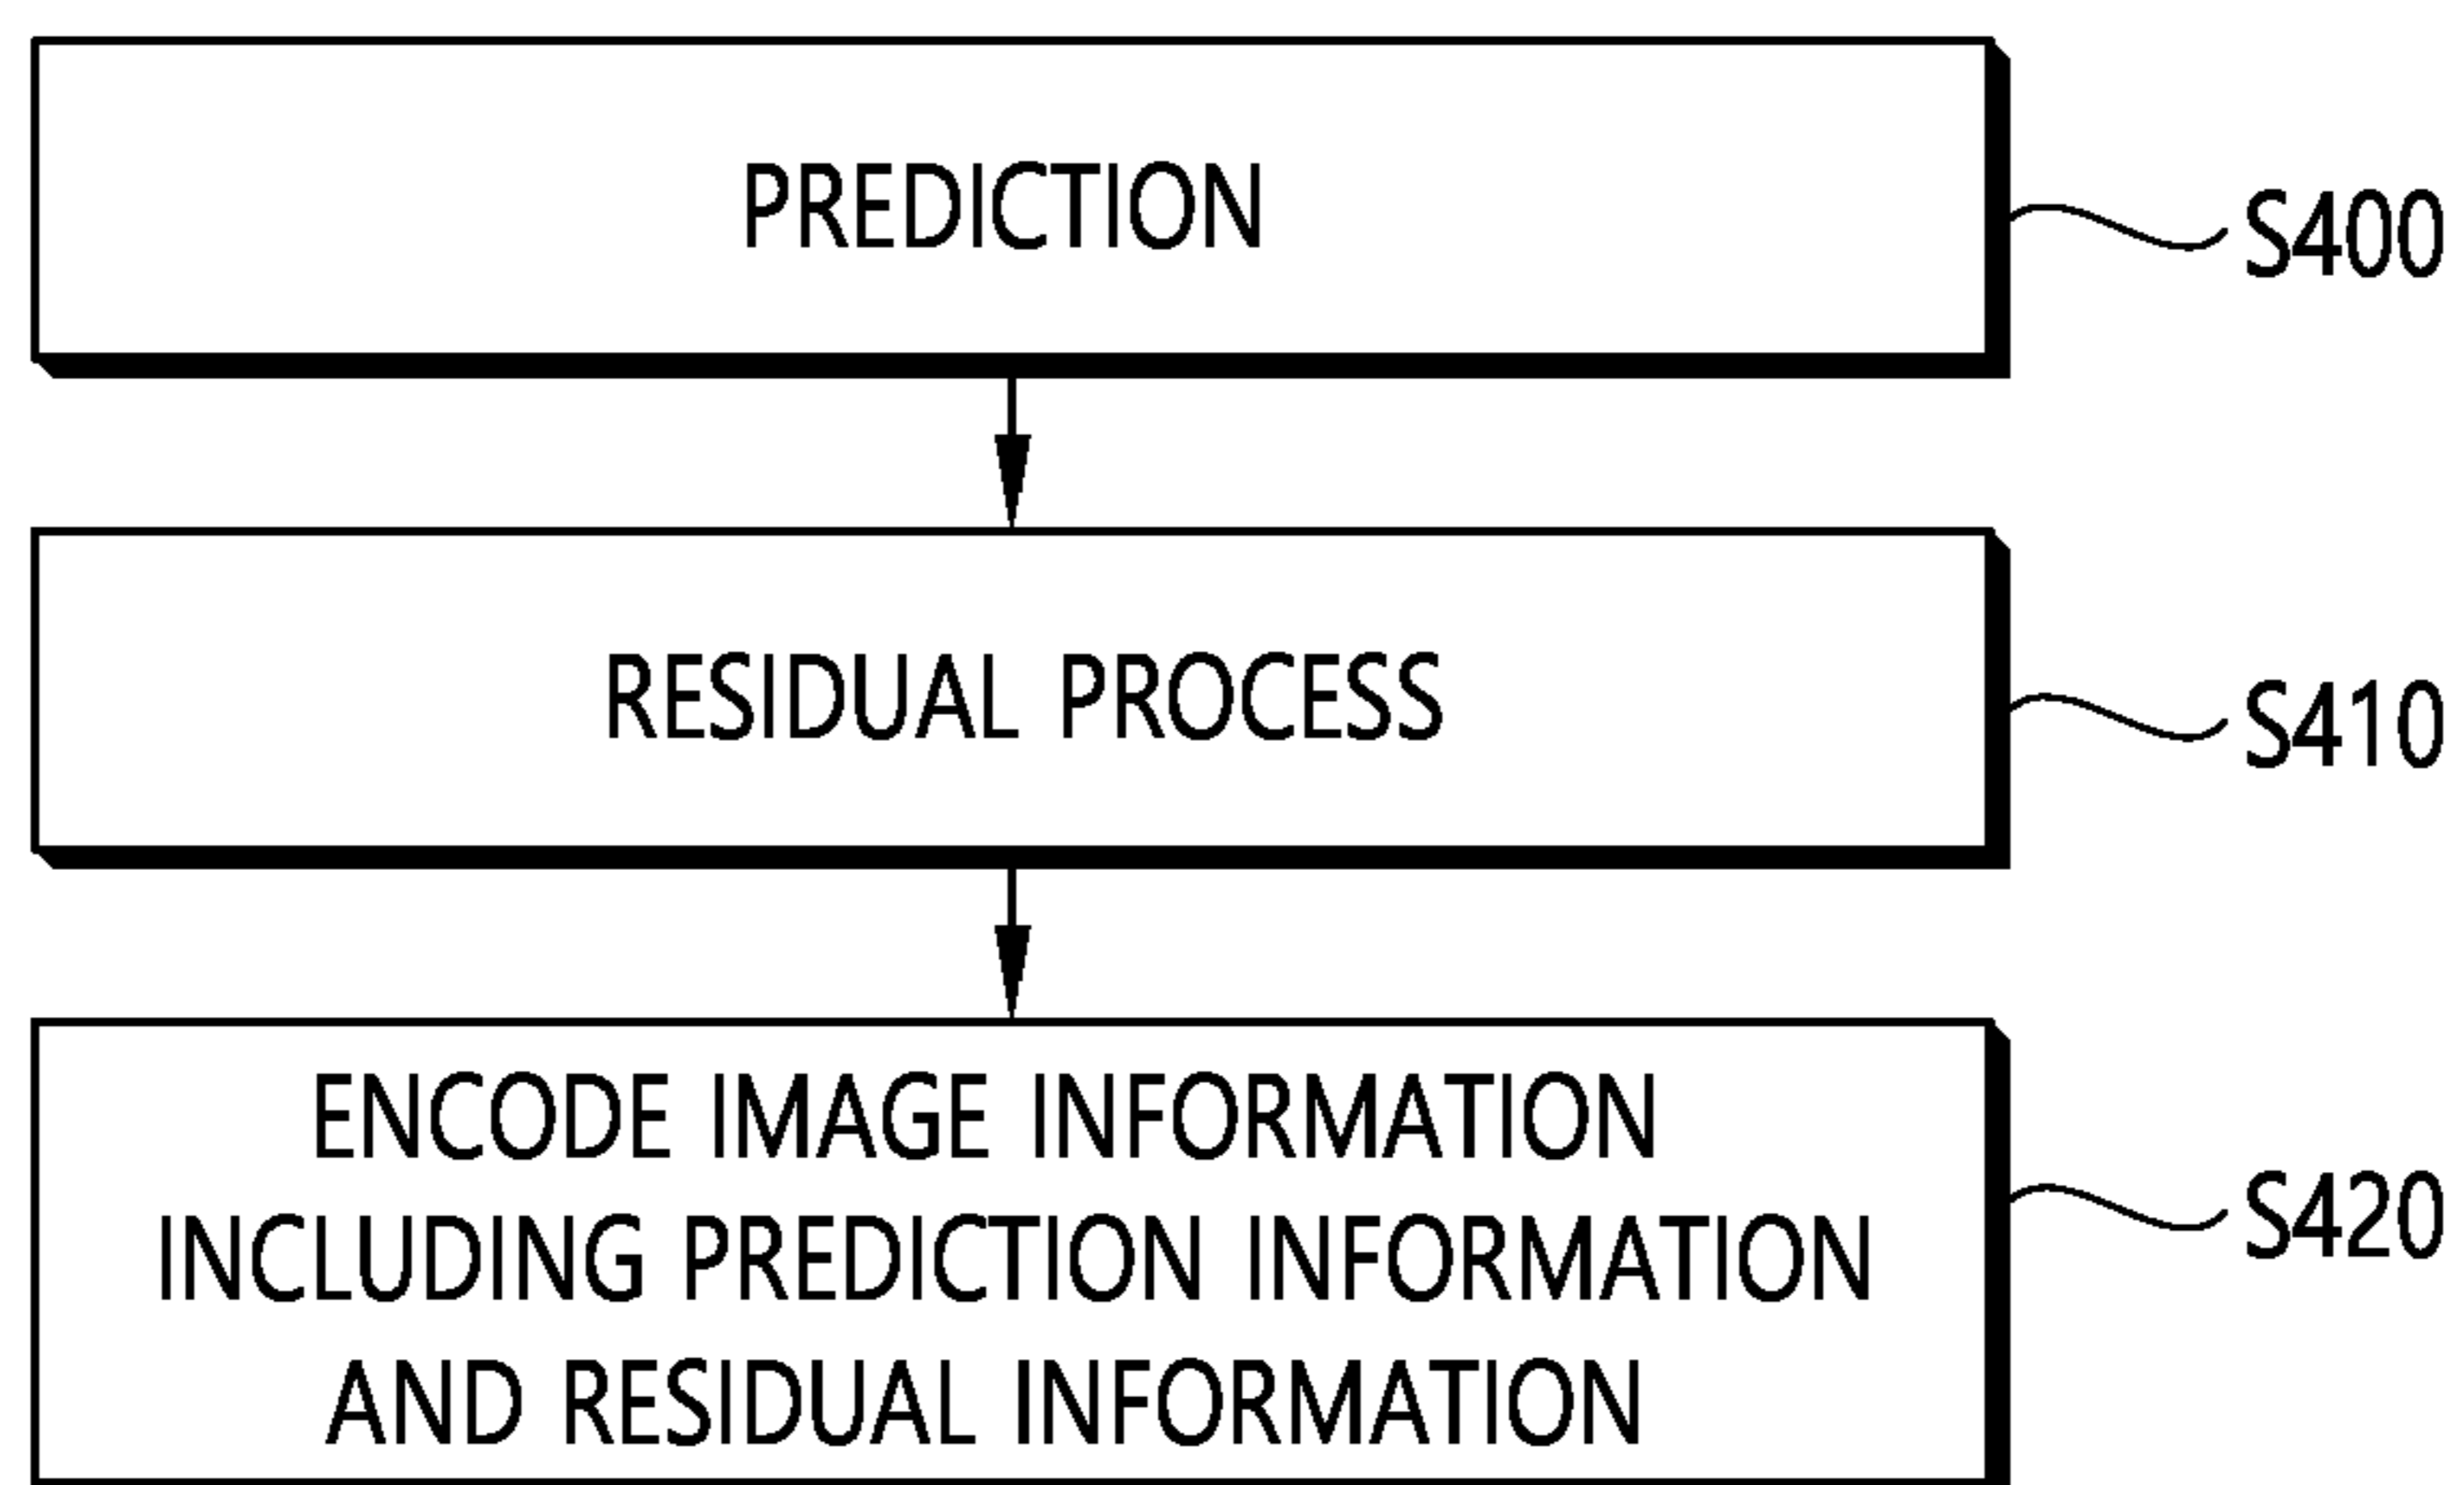 PREDICTION
S400
RESIDUAL PROCESS
S410
ENCODE IMAGE INFORMATION
INCLUDING PREDICTION INFORMATION
AND RESIDUAL INFORMATION
S420